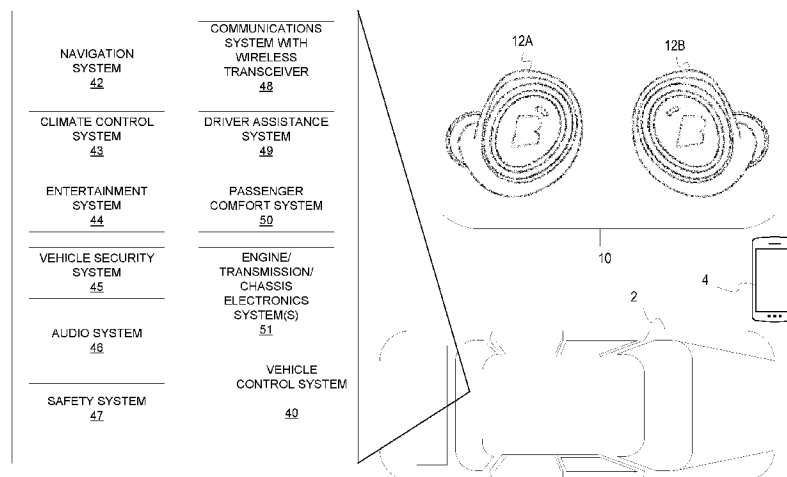 NAVIGATION
SYSTEM
42
CLIMATE CONTROL
SYSTEM
43
ENTERTAINMENT
SYSTEM
44
VEHICLE SECURITY
SYSTEM
45
AUDIO SYSTEM
46
SAFETY SYSTEM
47
COMMUNICATIONS
SYSTEM WITH
WIRELESS
TRANSCEIVER
48
DRIVER ASSISTANCE
SYSTEM
49
PASSENGER
COMFORT SYSTEM
50
ENGINE/
TRANSMISSION/
CHASSIS
ELECTRONICS
SYSTEM(S)
51
VEHICLE
CONTROL SYSTEM
40
12A
12B
B
B
10
4
2